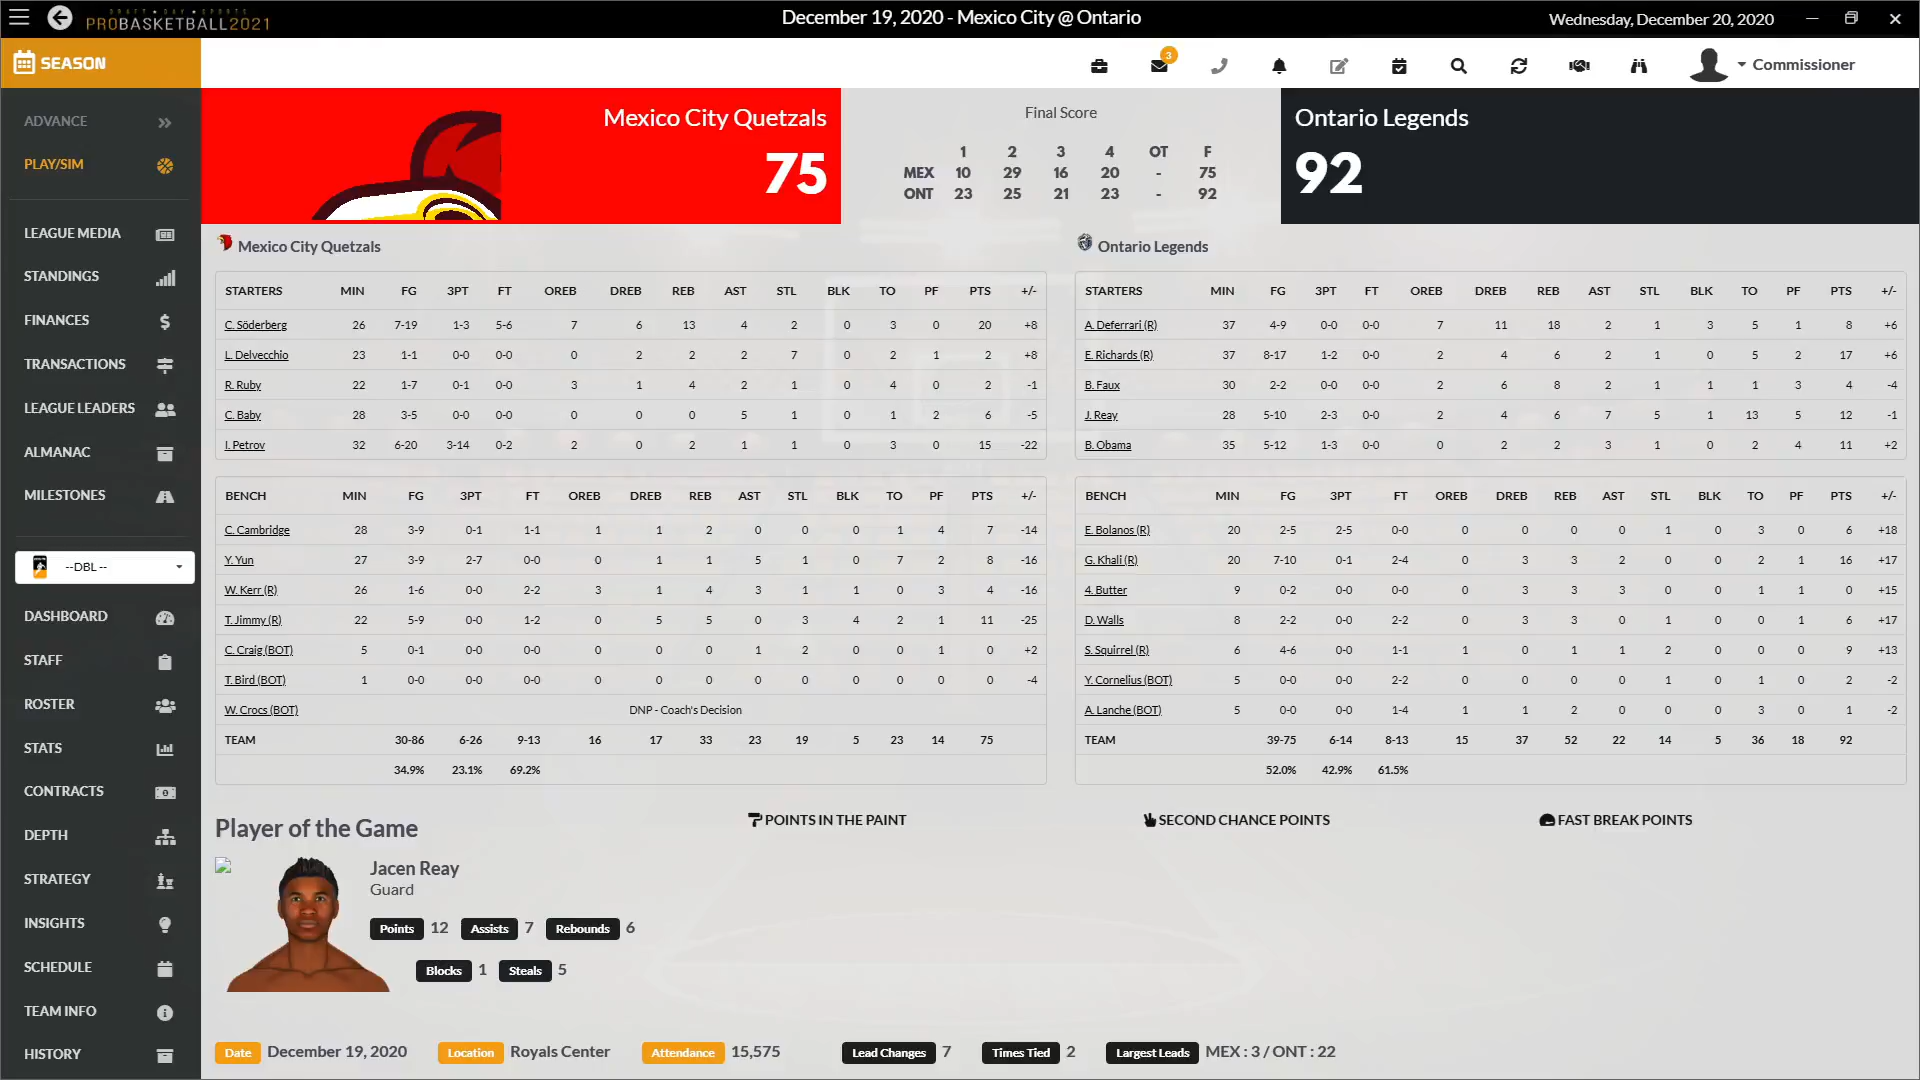 DRAFT · DAY · SPORTS
PROBASKETBALL2021
December 19, 2020 - Mexico City @ Ontario
Wednesday, December 20, 2020
SEASON
3
Commissioner
ADVANCE
PLAY/SIM
LEAGUE MEDIA
STANDINGS
FINANCES
TRANSACTIONS
LEAGUE LEADERS
ALMANAC
MILESTONES
--DBL --
DASHBOARD
STAFF
ROSTER
STATS
CONTRACTS
DEPTH
STRATEGY
INSIGHTS
SCHEDULE
TEAM INFO
HISTORY
Mexico City Quetzals
75
Final Score
1 2 3 4 OT F
MEX 10 29 16 20 - 75
ONT 23 25 21 23 - 92
Ontario Legends
92
Mexico City Quetzals
STARTERS MIN FG 3PT FT OREB DREB REB AST STL BLK TO PF PTS +/-
C. Söderberg 26 7-19 1-3 5-6 7 6 13 4 2 0 3 0 20 +8
L. Delvecchio 23 1-1 0-0 0-0 0 2 2 2 7 0 2 1 2 +8
R. Ruby 22 1-7 0-1 0-0 3 1 4 2 1 0 4 0 2 -1
C. Baby 28 3-5 0-0 0-0 0 0 0 5 1 0 1 2 6 -5
I. Petrov 32 6-20 3-14 0-2 2 0 2 1 1 0 3 0 15 -22
BENCH MIN FG 3PT FT OREB DREB REB AST STL BLK TO PF PTS +/-
C. Cambridge 28 3-9 0-1 1-1 1 1 2 0 0 0 1 4 7 -14
Y. Yun 27 3-9 2-7 0-0 0 1 1 5 1 0 7 2 8 -16
W. Kerr (R) 26 1-6 0-0 2-2 3 1 4 3 1 1 3 3 4 -16
T. Jimmy (R) 22 5-9 0-0 1-2 0 5 5 0 3 4 2 1 11 -25
C. Craig (BOT) 5 0-1 0-0 0-0 0 0 0 1 2 0 0 1 0 +2
T. Bird (BOT) 1 0-0 0-0 0-0 0 0 0 0 0 0 0 0 0 -4
W. Crocs (BOT) DNP - Coach's Decision
TEAM 30-86 6-26 9-13 16 17 33 23 19 5 23 14 75
34.9% 23.1% 69.2%
Ontario Legends
STARTERS MIN FG 3PT FT OREB DREB REB AST STL BLK TO PF PTS +/-
A. Deferrari (R) 37 4-9 0-0 0-0 7 11 18 2 1 3 5 1 8 +6
E. Richards (R) 37 8-17 1-2 0-0 2 4 6 2 1 0 5 2 17 +6
B. Faux 30 2-2 0-0 0-0 2 6 8 2 1 1 1 3 4 -4
J. Reay 28 5-10 2-3 0-0 2 4 6 7 5 1 13 5 12 -1
B. Obama 35 5-12 1-3 0-0 0 2 2 3 1 0 2 4 11 +2
BENCH MIN FG 3PT FT OREB DREB REB AST STL BLK TO PF PTS +/-
E. Bolanos (R) 20 2-5 2-5 0-0 0 0 0 0 1 0 3 0 6 +18
G. Khali (R) 20 7-10 0-1 2-4 0 3 3 2 0 0 2 1 16 +17
4. Butter 9 0-2 0-0 0-0 0 3 3 3 0 0 1 1 0 +15
D. Walls 8 2-2 0-0 2-2 0 3 3 0 1 0 0 1 6 +17
S. Squirrel (R) 6 4-6 0-0 1-1 1 0 1 1 2 0 0 0 9 +13
Y. Cornelius (BOT) 5 0-0 0-0 2-2 0 0 0 0 1 0 1 0 2 -2
A. Lanche (BOT) 5 0-0 0-0 1-4 1 1 2 0 0 0 3 0 1 -2
TEAM 39-75 6-14 8-13 15 37 52 22 14 5 36 18 92
52.0% 42.9% 61.5%
Player of the Game
Jacen Reay
Guard
Points 12 Assists 7 Rebounds 6
Blocks 1 Steals 5
POINTS IN THE PAINT
SECOND CHANCE POINTS
FAST BREAK POINTS
Date December 19, 2020 Location Royals Center Attendance 15,575 Lead Changes 7 Times Tied 2 Largest Leads MEX : 3 / ONT : 22